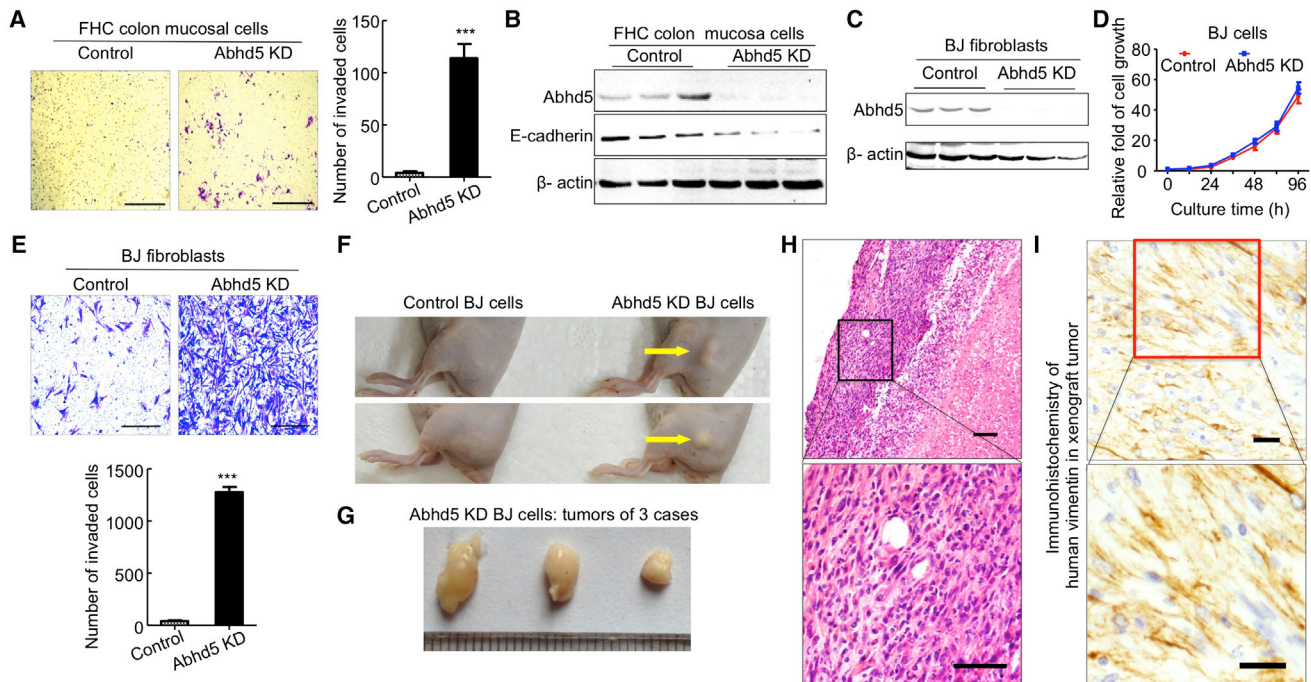 A
FHC colon mucosal cells
Control
Abhd5 KD
Number of invaded cells
150
100
50
0
***
Control
Abhd5 KD
B
FHC colon mucosa cells
Control
Abhd5 KD
Abhd5
E-cadherin
β- actin
C
BJ fibroblasts
Control
Abhd5 KD
Abhd5
β- actin
D
BJ cells
Control
Abhd5 KD
Relative fold of cell growth
80
60
40
20
0
0
24
48
96
Culture time (h)
E
BJ fibroblasts
Control
Abhd5 KD
Number of invaded cells
1500
1000
500
0
***
Control
Abhd5 KD
F
Control BJ cells
Abhd5 KD BJ cells
G
Abhd5 KD BJ cells: tumors of 3 cases
H
I
Immunohistochemistry of
human vimentin in xenograft tumor